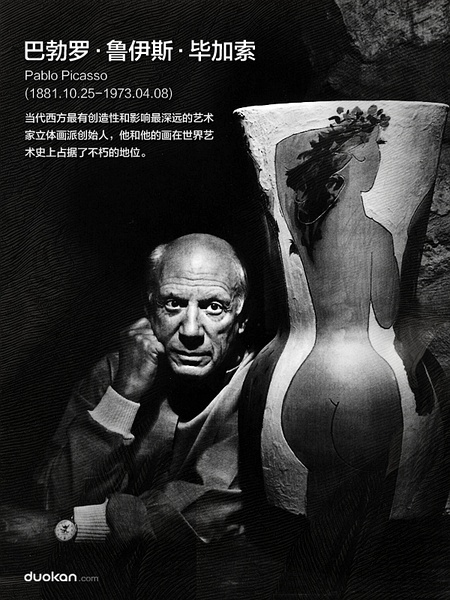 巴勃罗·鲁伊斯·毕加索
Pablo Picasso
(1881.10.25-1973.04.08)
当代西方最有创造性和影响最深远的艺术
家立体画派创始人，他和他的画在世界艺
术史上占据了不朽的地位。
duokan.com